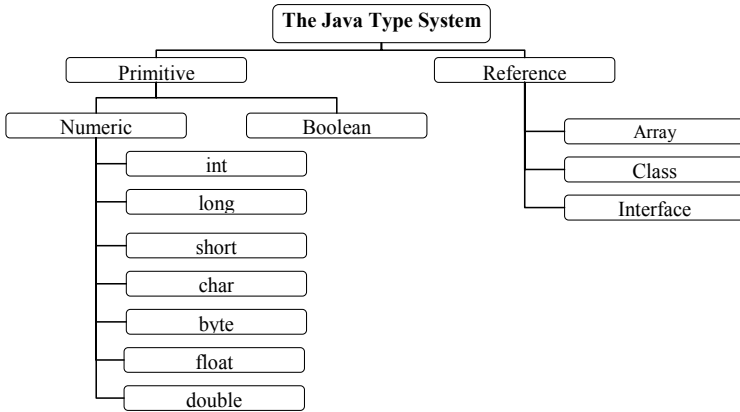 The Java Type System
Primitive
Reference
Numeric
Boolean
int
long
short
char
byte
float
double
Array
Class
Interface